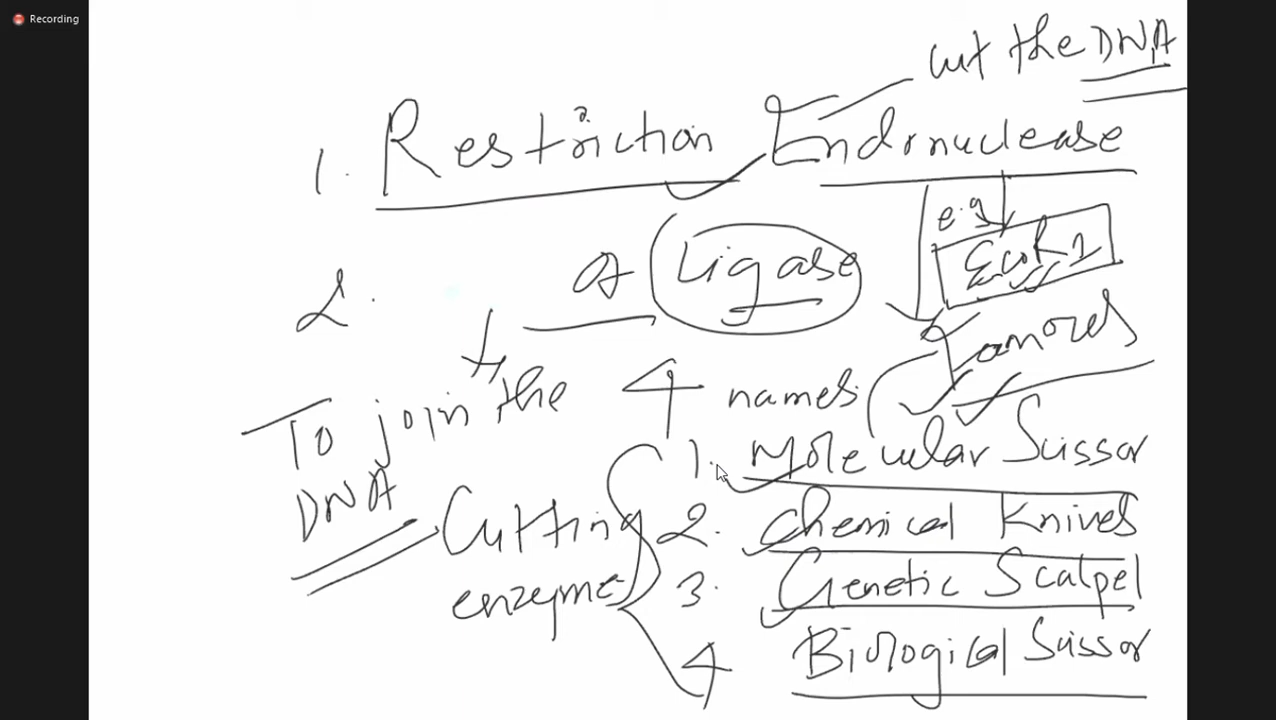 Recording
cut the DNA
1. Restriction Endonuclease
e.g
EcoR1
2. Ligase
4 names
To join the
DNA
Cutting
enzyme
1. Molecular Scissor
2. Chemical Knives
3. Genetic Scalpel
4 Biological Scissor